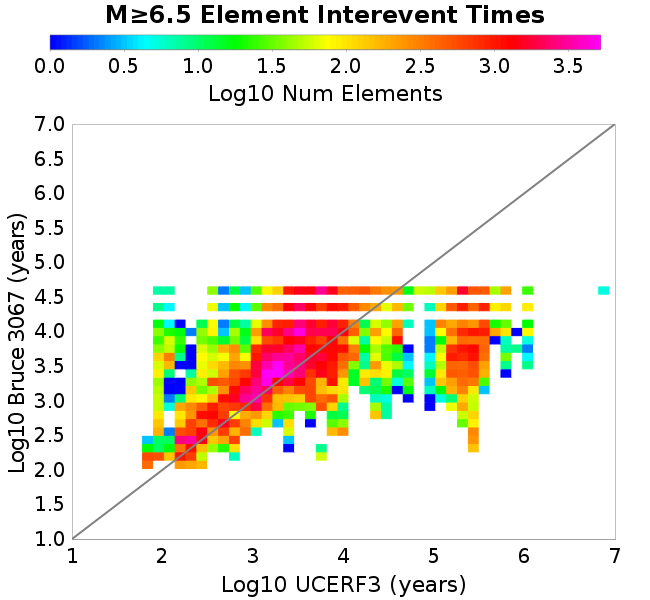 M≥6.5 Element Interevent Times
0.0 0.5 1.0 1.5 2.0 2.5 3.0 3.5
Log10 Num Elements
7.0
6.5
6.0
5.5
5.0
4.5
4.0
3.5
3.0
2.5
2.0
1.5
1.0
Log10 Bruce 3067 (years)
1 2 3 4 5 6 7
Log10 UCERF3 (years)